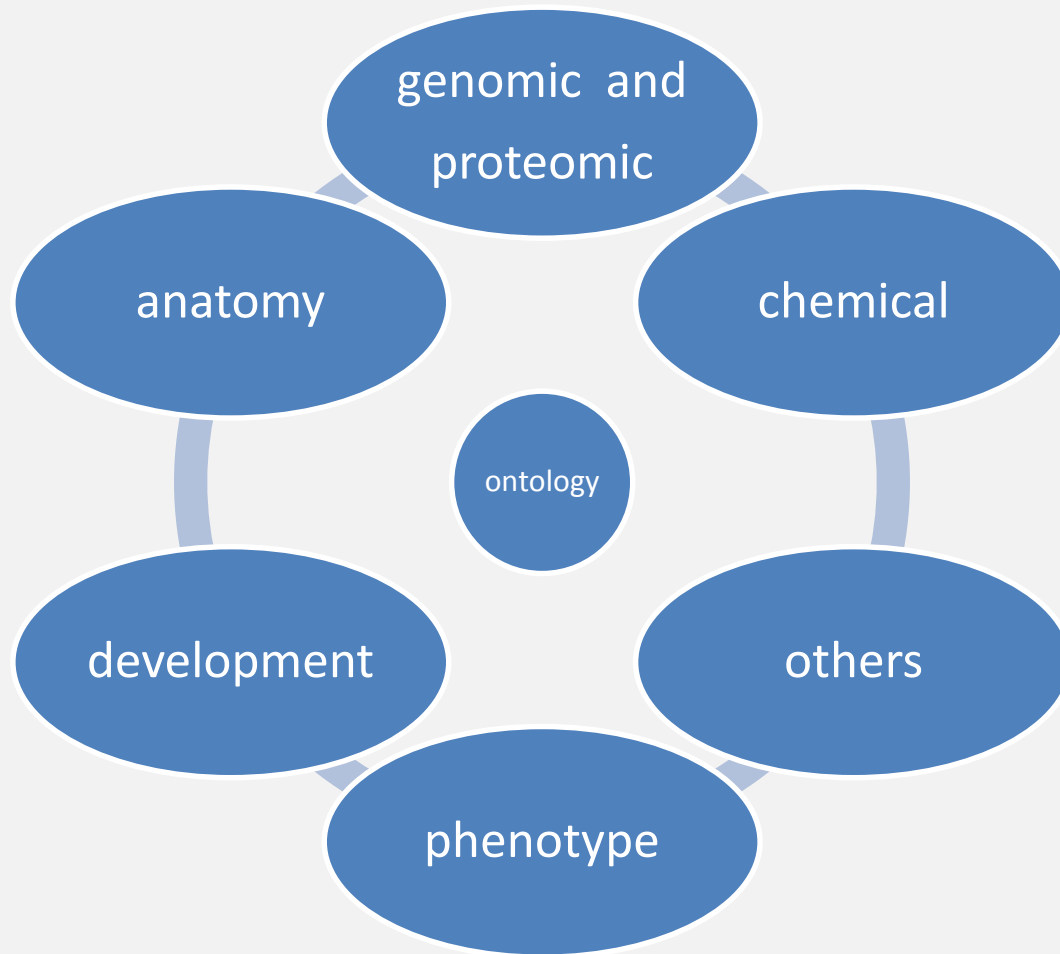 genomic and
proteomic
anatomy
chemical
ontology
development
others
phenotype